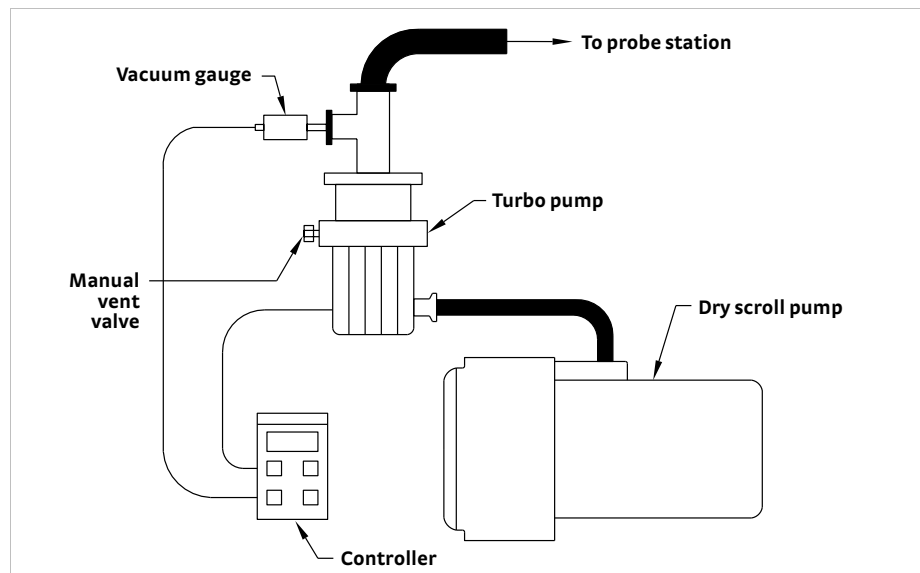 To probe station
Vacuum gauge
Turbo pump
Manual
vent
valve
Dry scroll pump
Controller